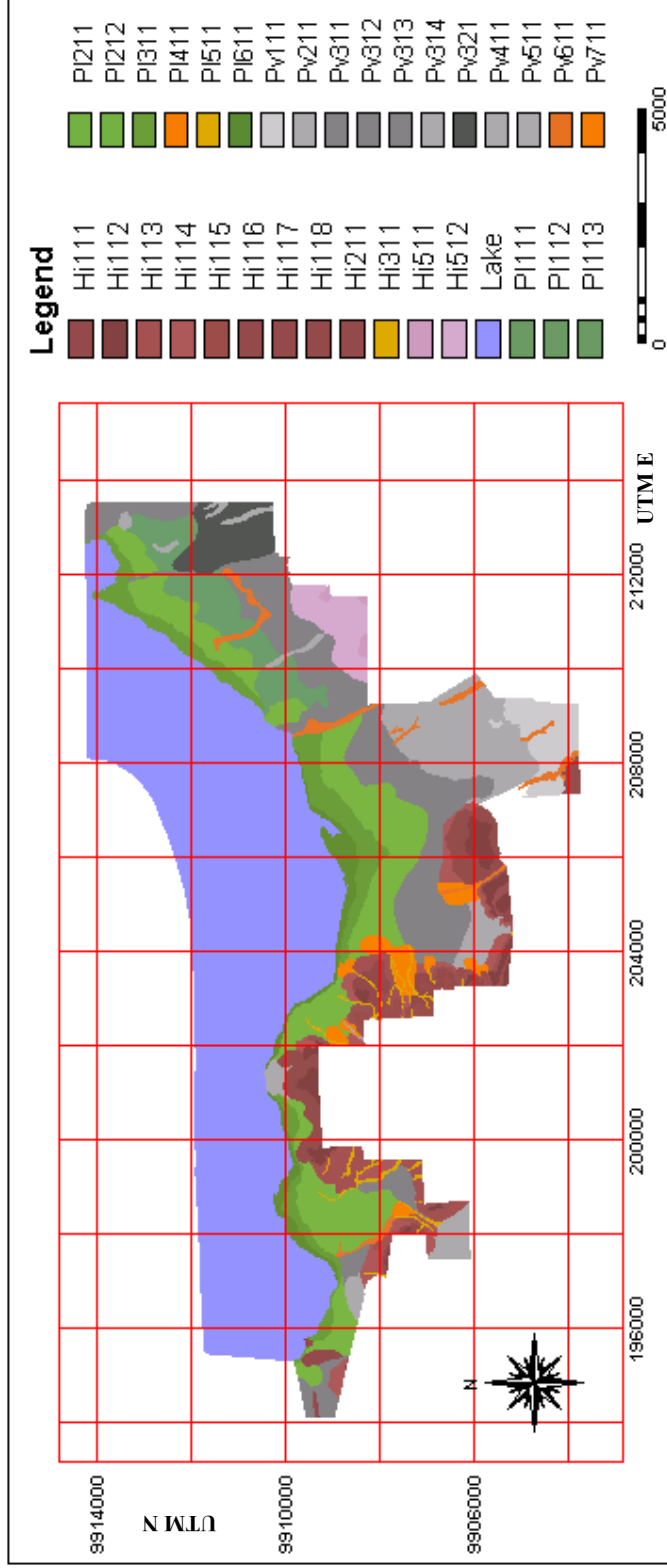 Legend
Hi111
Hi112
Hi113
Hi114
Hi115
Hi116
Hi117
Hi118
Hi211
Hi311
Hi511
Hi512
Lake
Pl111
Pl112
Pl113
Pl211
Pl212
Pl311
Pl411
Pl511
Pl611
Pv111
Pv211
Pv311
Pv312
Pv313
Pv314
Pv321
Pv411
Pv511
Pv611
Pv711
0 5000
9914000
UTM N
9910000
9906000
N
196000 200000 204000 208000 212000
UTM E